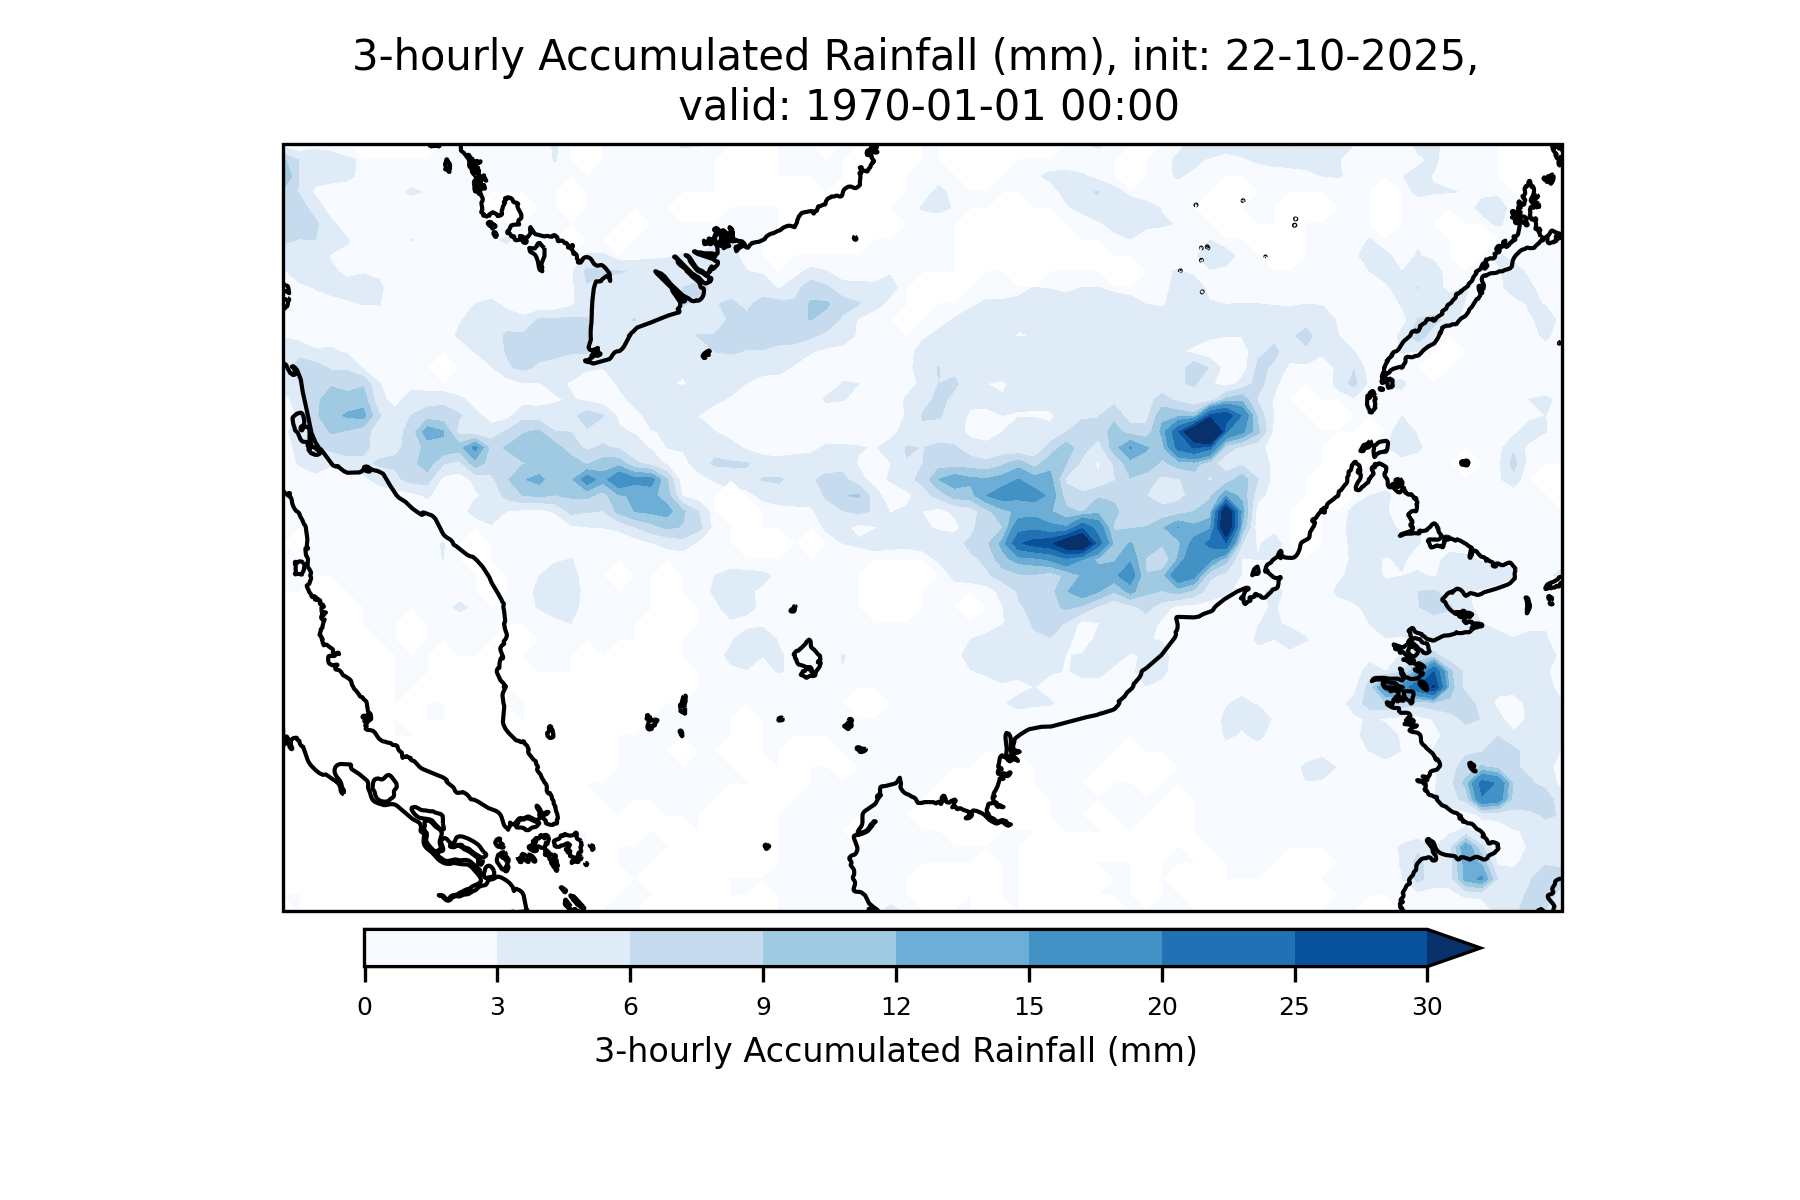 3-hourly Accumulated Rainfall (mm), init: 22-10-2025,
valid: 1970-01-01 00:00
0 3 6 9 12 15 20 25 30
3-hourly Accumulated Rainfall (mm)